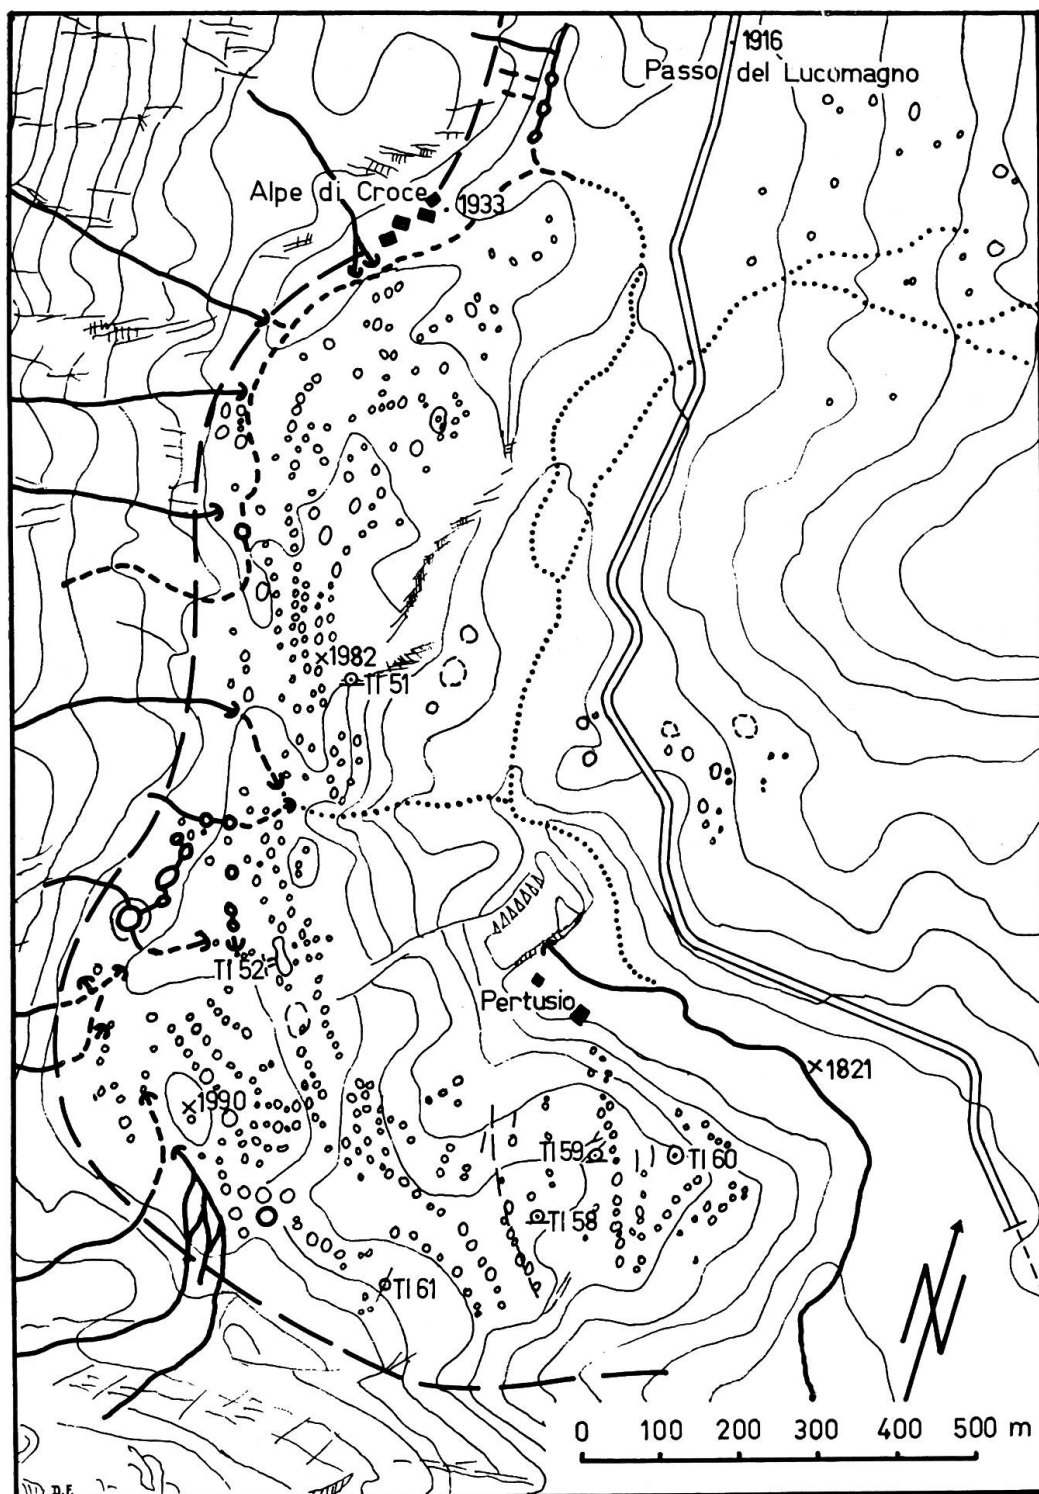 1916
Passo del Lucomagno
Alpe di Croce
1933
1982
TI 51
TI 52
Pertusio
1821
1990
TI 59
TI 60
TI 58
TI 61
N
0 100 200 300 400 500 m
D.F.